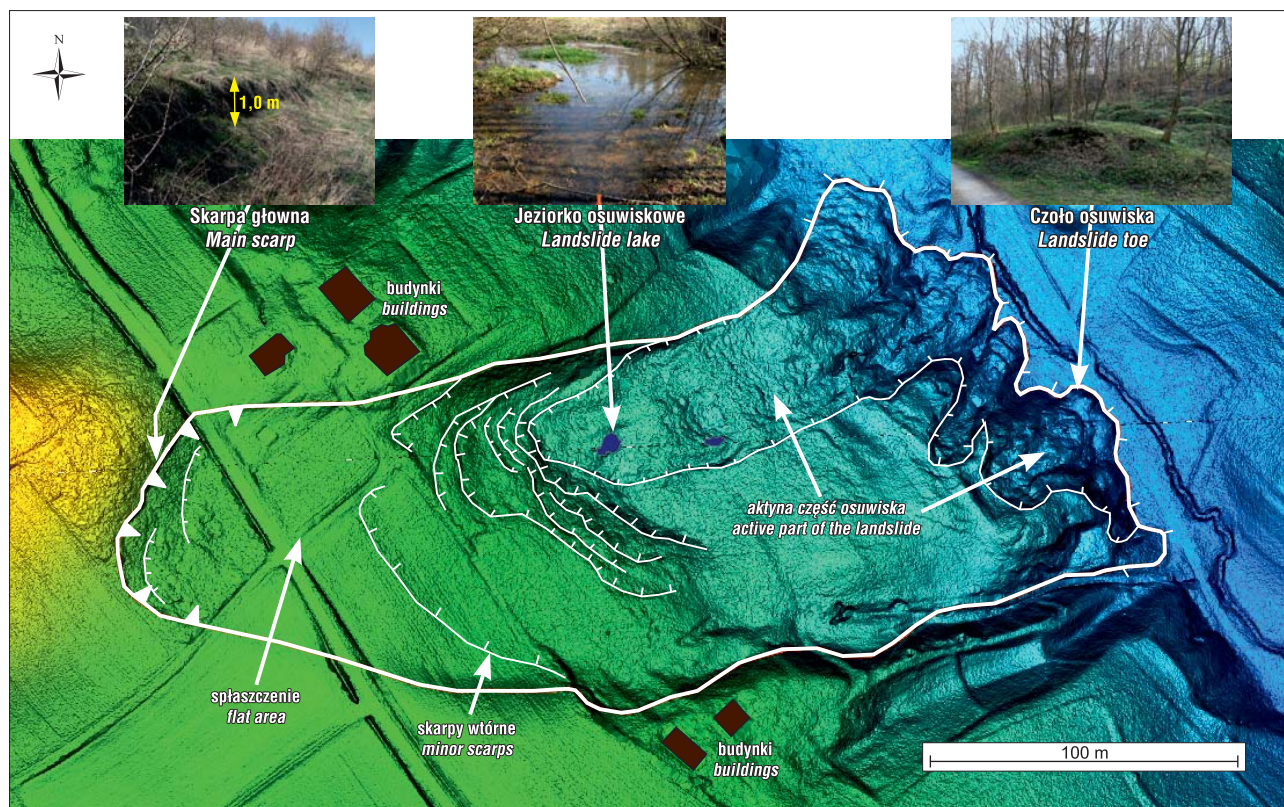 N
1,0 m
Skarpa głowna
Main scarp
Jeziorko osuwiskowe
Landslide lake
Czoło osuwiska
Landslide toe
budynki
buildings
aktyna część osuwiska
active part of the landslide
spłaszczenie
flat area
skarpy wtórne
minor scarps
budynki
buildings
100 m